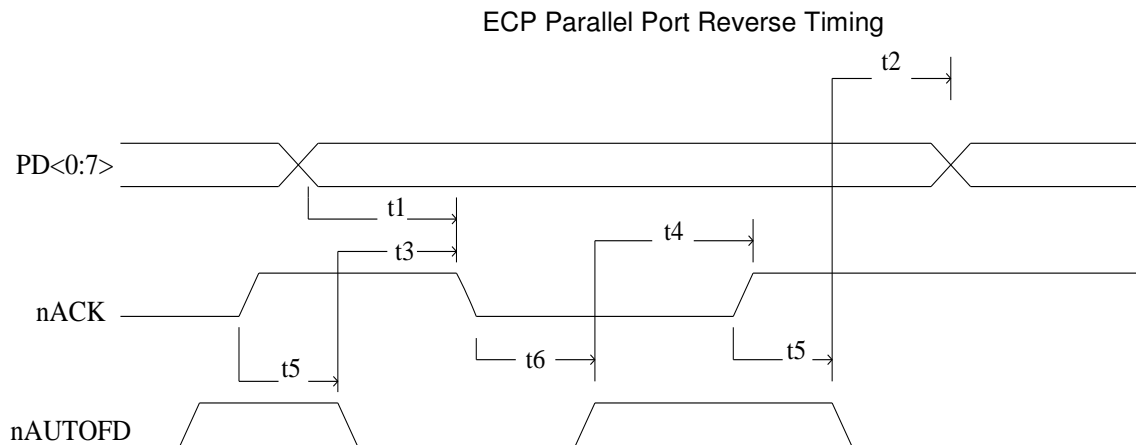 ECP Parallel Port Reverse Timing
t2
PD<0:7>
t1
t3
t4
nACK
t5
t6
t5
nAUTOFD